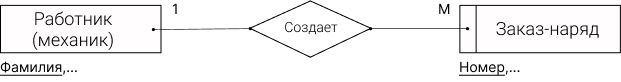 Работник
(механик)
1
Создает
М
Заказ-наряд
Фамилия,...
Номер,...